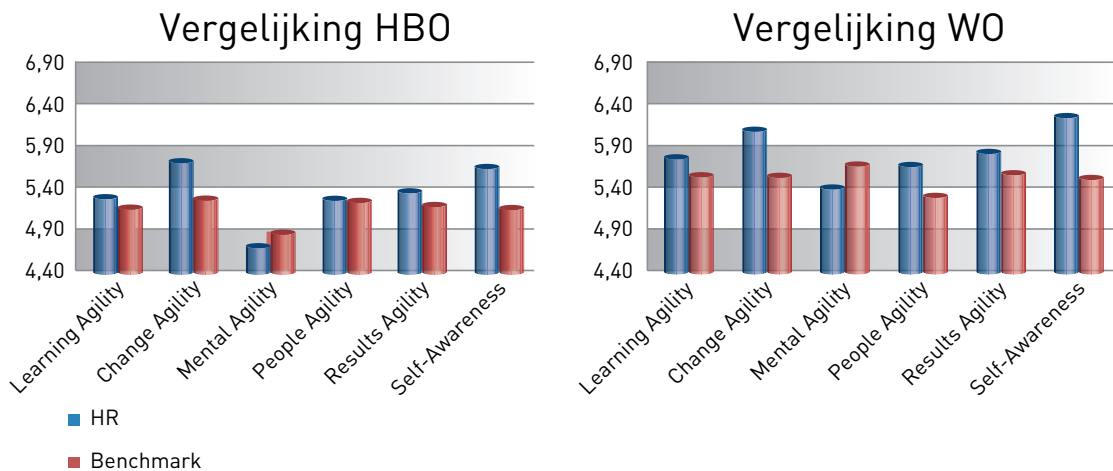 Vergelijking HBO
6,90
6,40
5,90
5,40
4,90
4,40
Learning Agility
Change Agility
Mental Agility
People Agility
Results Agility
Self-Awareness
HR
Benchmark
Vergelijking WO
6,90
6,40
5,90
5,40
4,90
4,40
Learning Agility
Change Agility
Mental Agility
People Agility
Results Agility
Self-Awareness